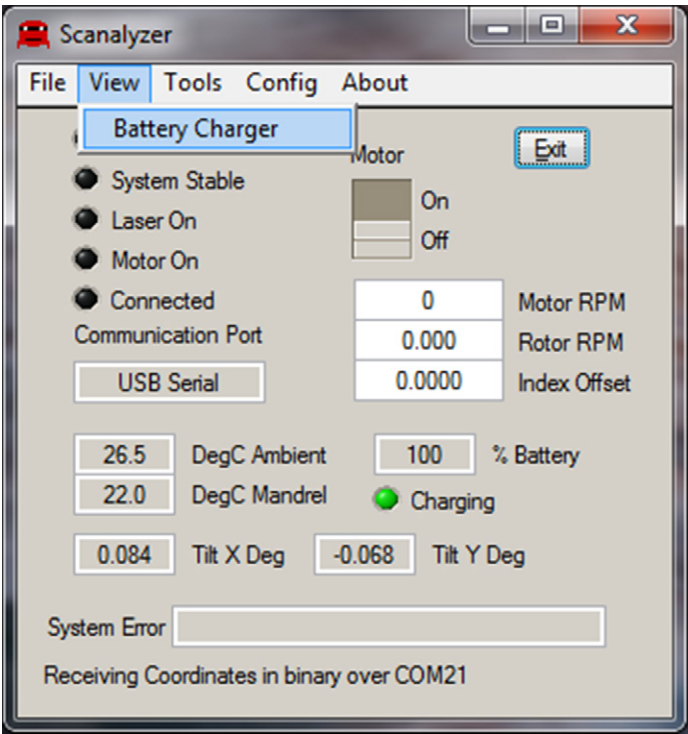 Scanalyzer
File View Tools Config About
Battery Charger
Motor
Exit
System Stable
On
Laser On
Off
Motor On
Connected
0 Motor RPM
Communication Port
0.000 Rotor RPM
USB Serial
0.0000 Index Offset
26.5 DegC Ambient 100 % Battery
22.0 DegC Mandrel Charging
0.084 Tilt X Deg -0.068 Tilt Y Deg
System Error
Receiving Coordinates in binary over COM21